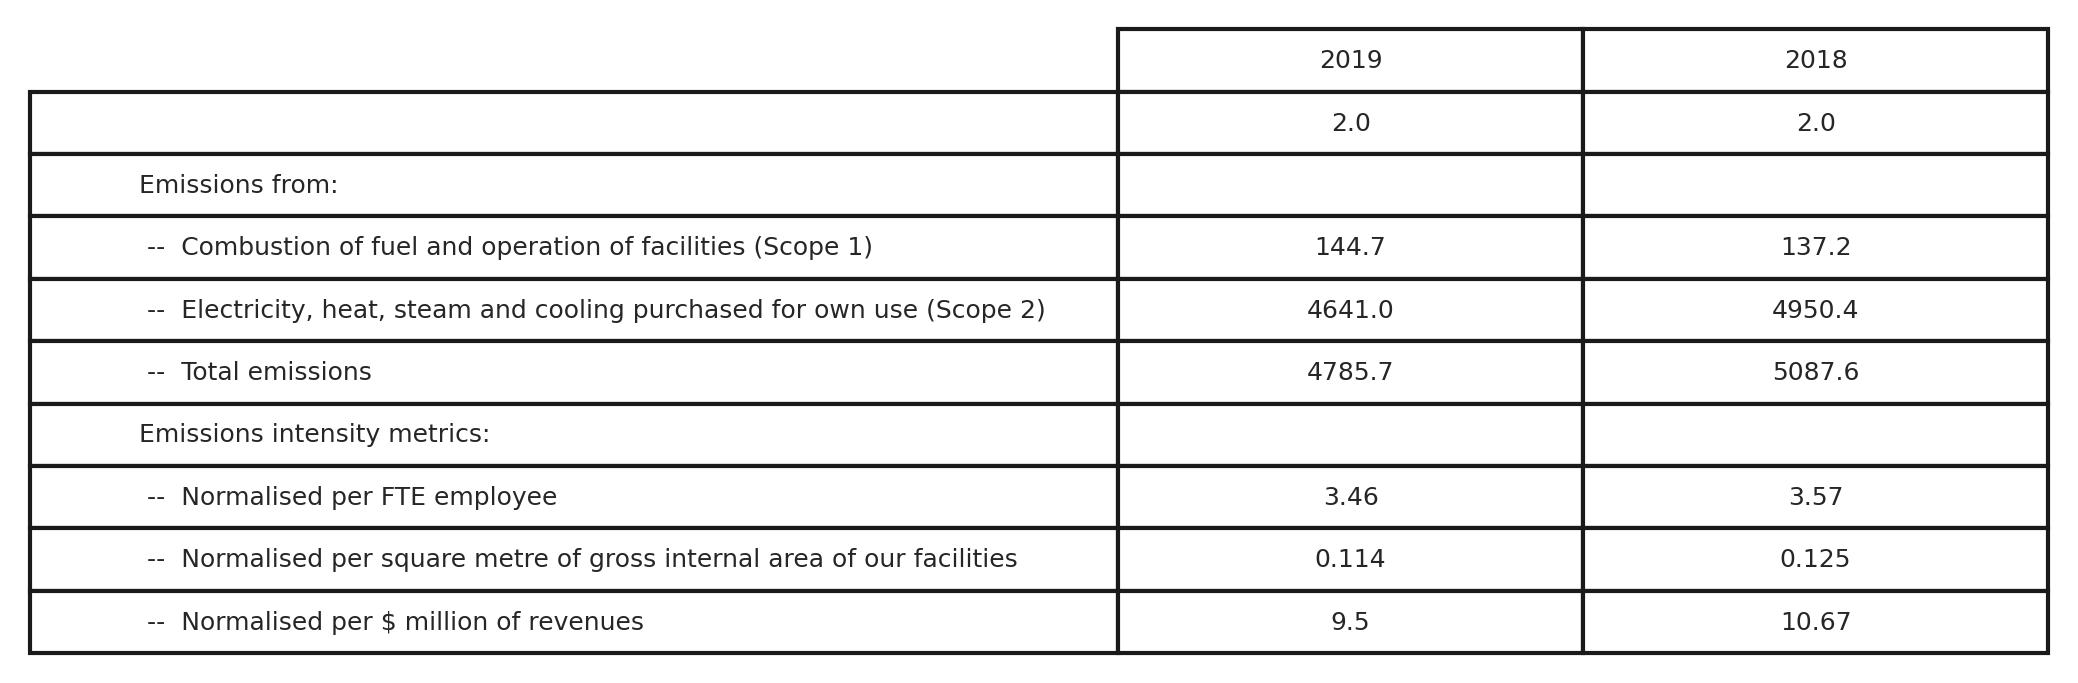 2019 2018
2.0 2.0
Emissions from:
-- Combustion of fuel and operation of facilities (Scope 1) 144.7 137.2
-- Electricity, heat, steam and cooling purchased for own use (Scope 2) 4641.0 4950.4
-- Total emissions 4785.7 5087.6
Emissions intensity metrics:
-- Normalised per FTE employee 3.46 3.57
-- Normalised per square metre of gross internal area of our facilities 0.114 0.125
-- Normalised per $ million of revenues 9.5 10.67